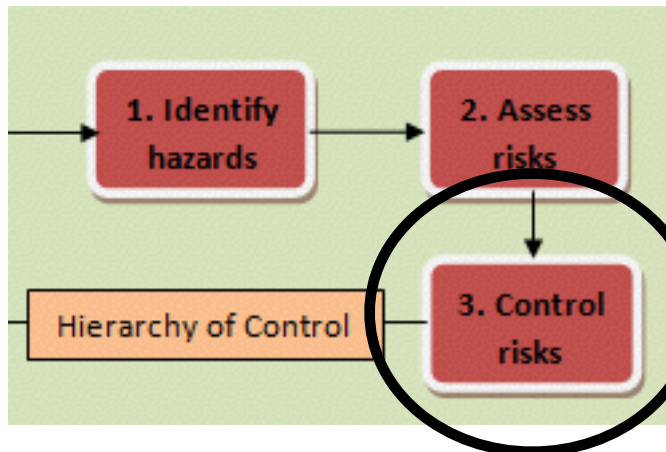 1. Identify
hazards
2. Assess
risks
Hierarchy of Control
3. Control
risks